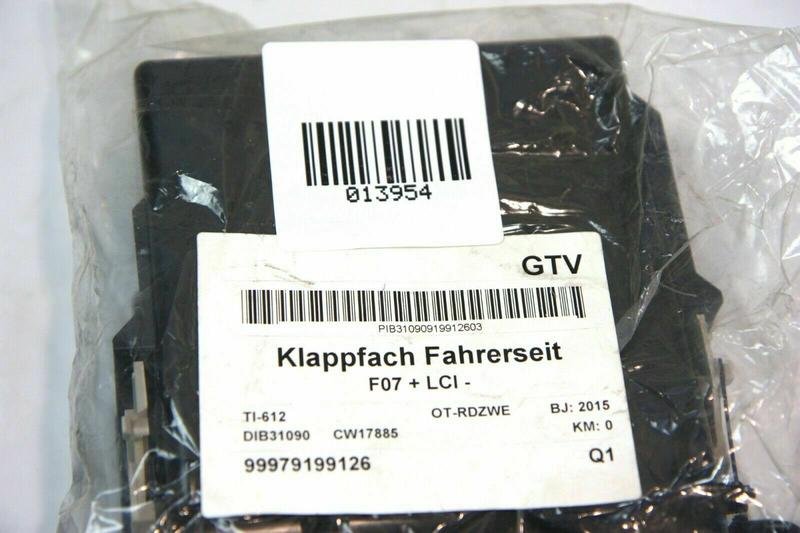 013954
GTV
PIB31090919912603
Klappfach Fahrerseit
F07 + LCI -
TI-612 OT-RDZWE BJ: 2015
DIB31090 CW17885 KM: 0
99979199126 Q1